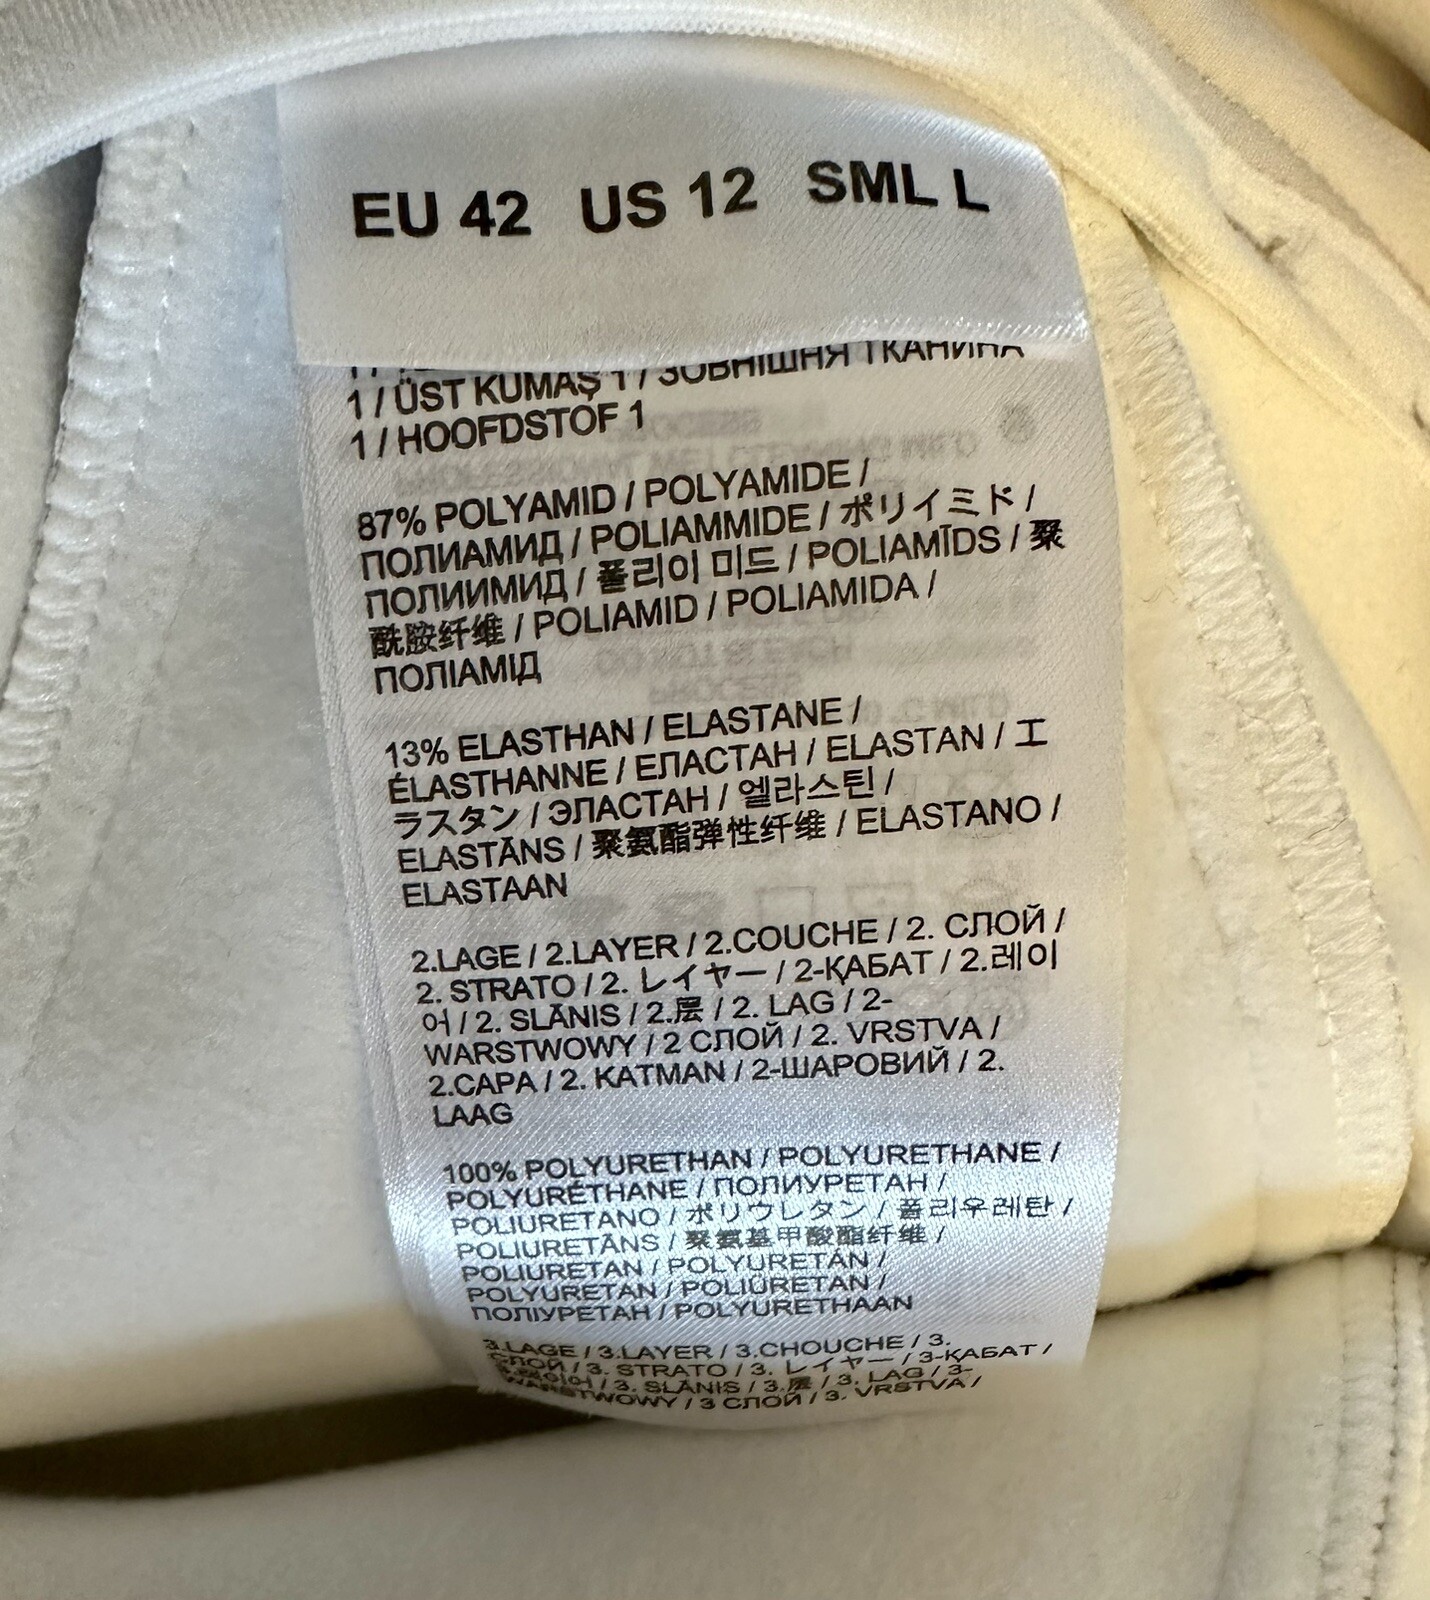 EU 42 US 12 SML L
1 / ÜST KUMAŞ 1 / ЗОВНІШНЯ ТКАНИНА
1 / HOOFDSTOF 1
87% POLYAMID / POLYAMIDE /
ПОЛИАМИД / POLIAMMIDE / ポリイミド /
ПОЛИИМИД / 폴리이 미드 / POLIAMĪDS / 聚
酰胺纤维 / POLIAMID / POLIAMIDA /
ПОЛІАМІД
13% ELASTHAN / ELASTANE /
ÉLASTHANNE / ЕЛАСТАН / ELASTAN / エ
ラスタン / ЭЛАСТАН / 엘라스틴 /
ELASTĀNS / 聚氨酯弹性纤维 / ELASTANO /
ELASTAAN
2.LAGE / 2.LAYER / 2.COUCHE / 2. СЛОЙ /
2. STRATO / 2. レイヤー / 2-ҚАБАТ / 2.레이
어 / 2. SLĀNIS / 2.层 / 2. LAG / 2-
WARSTWOWY / 2 СЛОЙ / 2. VRSTVA /
2.CAPA / 2. KATMAN / 2-ШАРОВИЙ / 2.
LAAG
100% POLYURETHAN / POLYURETHANE /
POLYURÉTHANE / ПОЛИУРЕТАН /
POLIURETANO / ポリウレタン / 폴리우레탄 /
POLIURETĀNS / 聚氨基甲酸酯纤维 /
POLIURETAN / POLYURETÁN /
POLYURETAN / POLIÜRETAN /
ПОЛІУРЕТАН / POLYURETHAAN
3.LAGE / 3.LAYER / 3.CHOUCHE / 3.
СЛОЙ / 3. STRATO / 3. レイヤー / 3-ҚАБАТ /
3.레이어 / 3. SLĀNIS / 3.层 / 3. LAG / 3-
WARSTWOWY / 3 СЛОЙ / 3. VRSTVA /